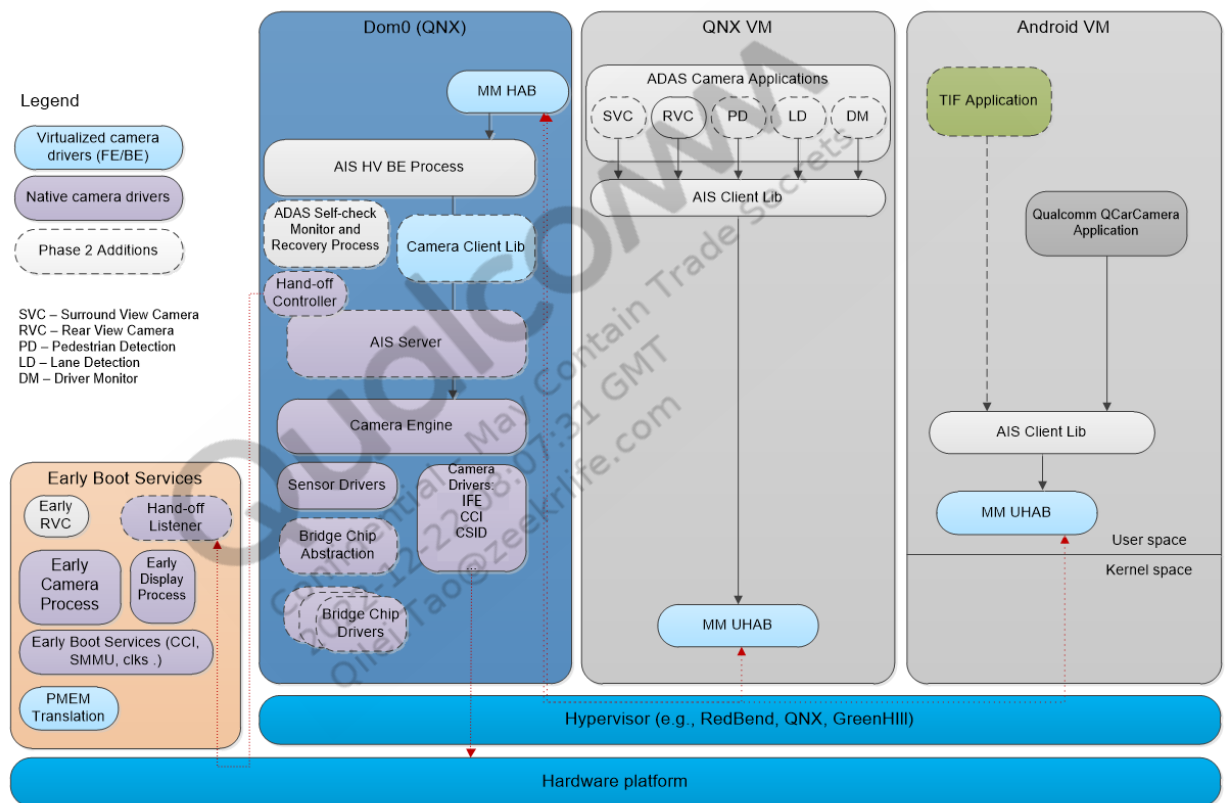 Dom0 (QNX)
QNX VM
Android VM
Legend
Virtualized camera
drivers (FE/BE)
Native camera drivers
Phase 2 Additions
SVC – Surround View Camera
RVC – Rear View Camera
PD – Pedestrian Detection
LD – Lane Detection
DM – Driver Monitor
Early Boot Services
Early
RVC
Hand-off
Listener
Early
Camera
Process
Early
Display
Process
Early Boot Services (CCI,
SMMU, clks .)
PMEM
Translation
MM HAB
AIS HV BE Process
ADAS Self-check
Monitor and
Recovery Process
Camera Client Lib
Hand-off
Controller
AIS Server
Camera Engine
Sensor Drivers
Camera
Drivers:
IFE
CCI
CSID
...
Bridge Chip
Abstraction
Bridge Chip
Drivers
ADAS Camera Applications
SVC
RVC
PD
LD
DM
AIS Client Lib
MM UHAB
TIF Application
Qualcomm QCarCamera
Application
AIS Client Lib
MM UHAB
User space
Kernel space
Hypervisor (e.g., RedBend, QNX, GreenHIll)
Hardware platform
Qualcomm
Confidential - May Contain Trade Secrets
2022-12-22 08:07:31 GMT
Qilei.Tao@zeekrlife.com